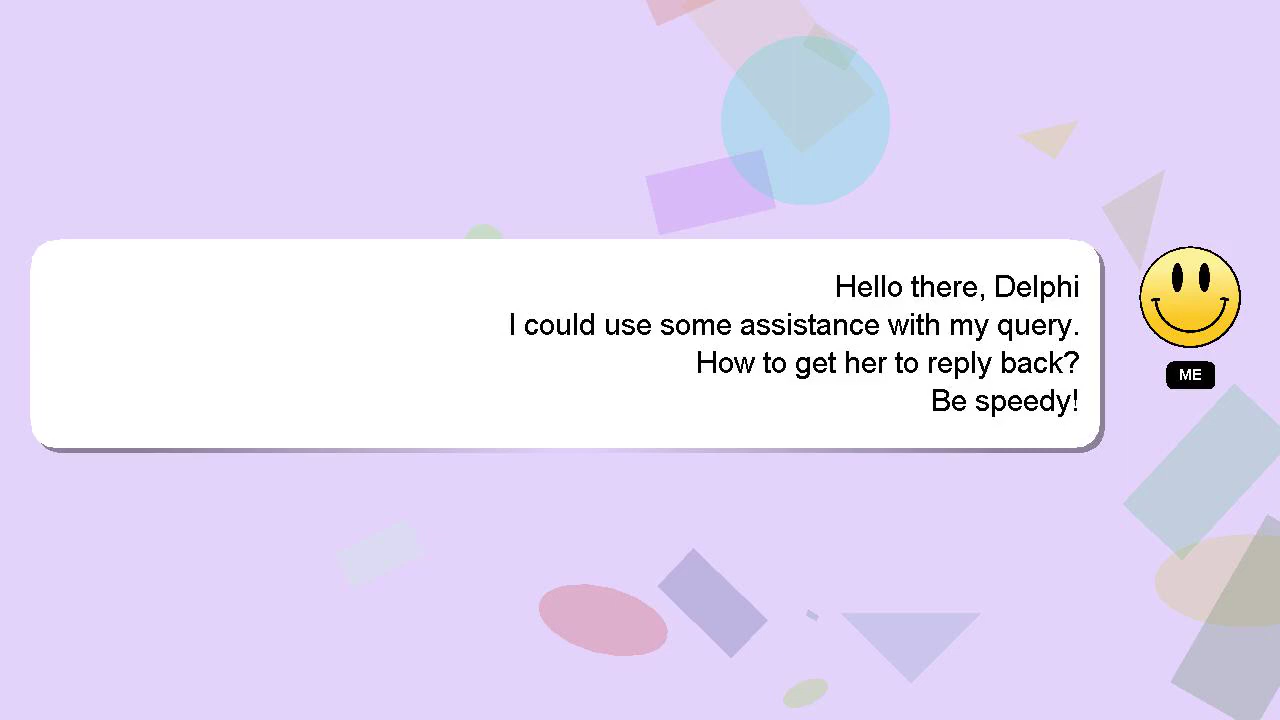 Hello there, Delphi
I could use some assistance with my query.
How to get her to reply back?
Be speedy!
ME